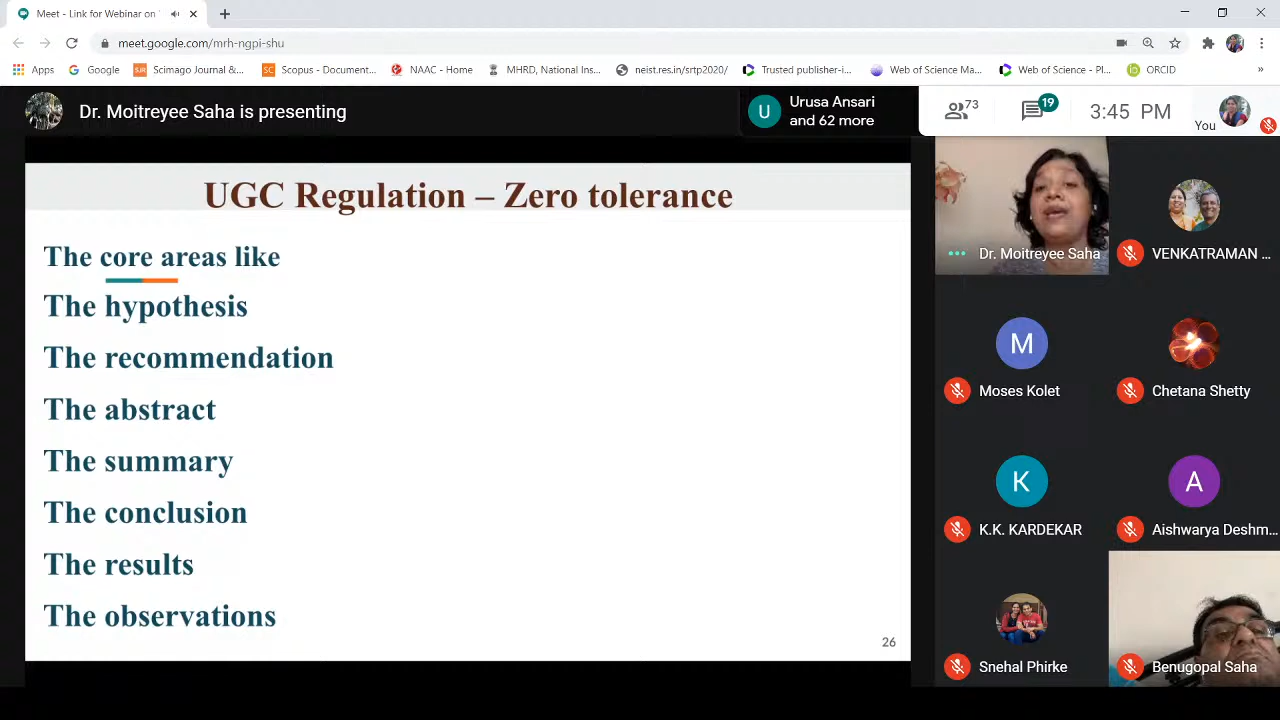 Meet - Link for Webinar on
meet.google.com/mrh-ngpi-shu
Apps
Google
SJR
Scimago Journal &...
SC
Scopus - Document...
NAAC - Home
MHRD, National Ins...
neist.res.in/srtp2020/
Trusted publisher-i...
Web of Science Ma...
Web of Science - Pl...
iD
ORCID
»
Dr. Moitreyee Saha is presenting
U
Urusa Ansari
and 62 more
73
19
3:45 PM
You
UGC Regulation – Zero tolerance
The core areas like
The hypothesis
The recommendation
The abstract
The summary
The conclusion
The results
The observations
26
Dr. Moitreyee Saha
VENKATRAMAN ...
M
Moses Kolet
Chetana Shetty
K
K.K. KARDEKAR
A
Aishwarya Deshm...
Snehal Phirke
Benugopal Saha